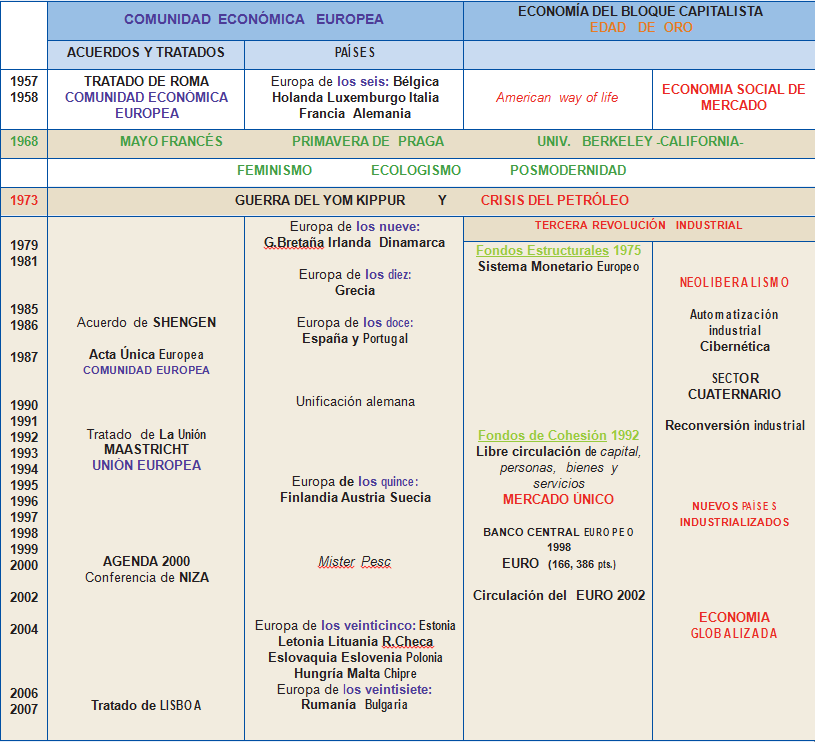 COMUNIDAD ECONÓMICA EUROPEA
ECONOMÍA DEL BLOQUE CAPITALISTA
EDAD DE ORO
ACUERDOS Y TRATADOS
PAÍSES
1957
1958
TRATADO DE ROMA
COMUNIDAD ECONÓMICA
EUROPEA
Europa de los seis: Bélgica
Holanda Luxemburgo Italia
Francia Alemania
American way of life
ECONOMIA SOCIAL DE
MERCADO
1968 MAYO FRANCÉS PRIMAVERA DE PRAGA UNIV. BERKELEY -CALIFORNIA-
FEMINISMO ECOLOGISMO POSMODERNIDAD
1973 GUERRA DEL YOM KIPPUR Y CRISIS DEL PETRÓLEO
1979
1981
1985
1986
1987
1990
1991
1992
1993
1994
1995
1996
1997
1998
1999
2000
2002
2004
2006
2007
Acuerdo de SHENGEN
Acta Única Europea
COMUNIDAD EUROPEA
Tratado de La Unión
MAASTRICHT
UNIÓN EUROPEA
AGENDA 2000
Conferencia de NIZA
Tratado de LISBOA
Europa de los nueve:
G.Bretaña Irlanda Dinamarca
Europa de los diez:
Grecia
Europa de los doce:
España y Portugal
Unificación alemana
Europa de los quince:
Finlandia Austria Suecia
Mister Pesc
Europa de los veinticinco: Estonia
Letonia Lituania R.Checa
Eslovaquia Eslovenia Polonia
Hungría Malta Chipre
Europa de los veintisiete:
Rumanía Bulgaria
TERCERA REVOLUCIÓN INDUSTRIAL
Fondos Estructurales 1975
Sistema Monetario Europeo
Fondos de Cohesión 1992
Libre circulación de capital,
personas, bienes y
servicios
MERCADO ÚNICO
BANCO CENTRAL EUROPEO
1998
EURO (166, 386 pts.)
Circulación del EURO 2002
NEOLIBERALISMO
Automatización
industrial
Cibernética
SECTOR
CUATERNARIO
Reconversión industrial
NUEVOS PAÍSES
INDUSTRIALIZADOS
ECONOMIA
GLOBALIZADA